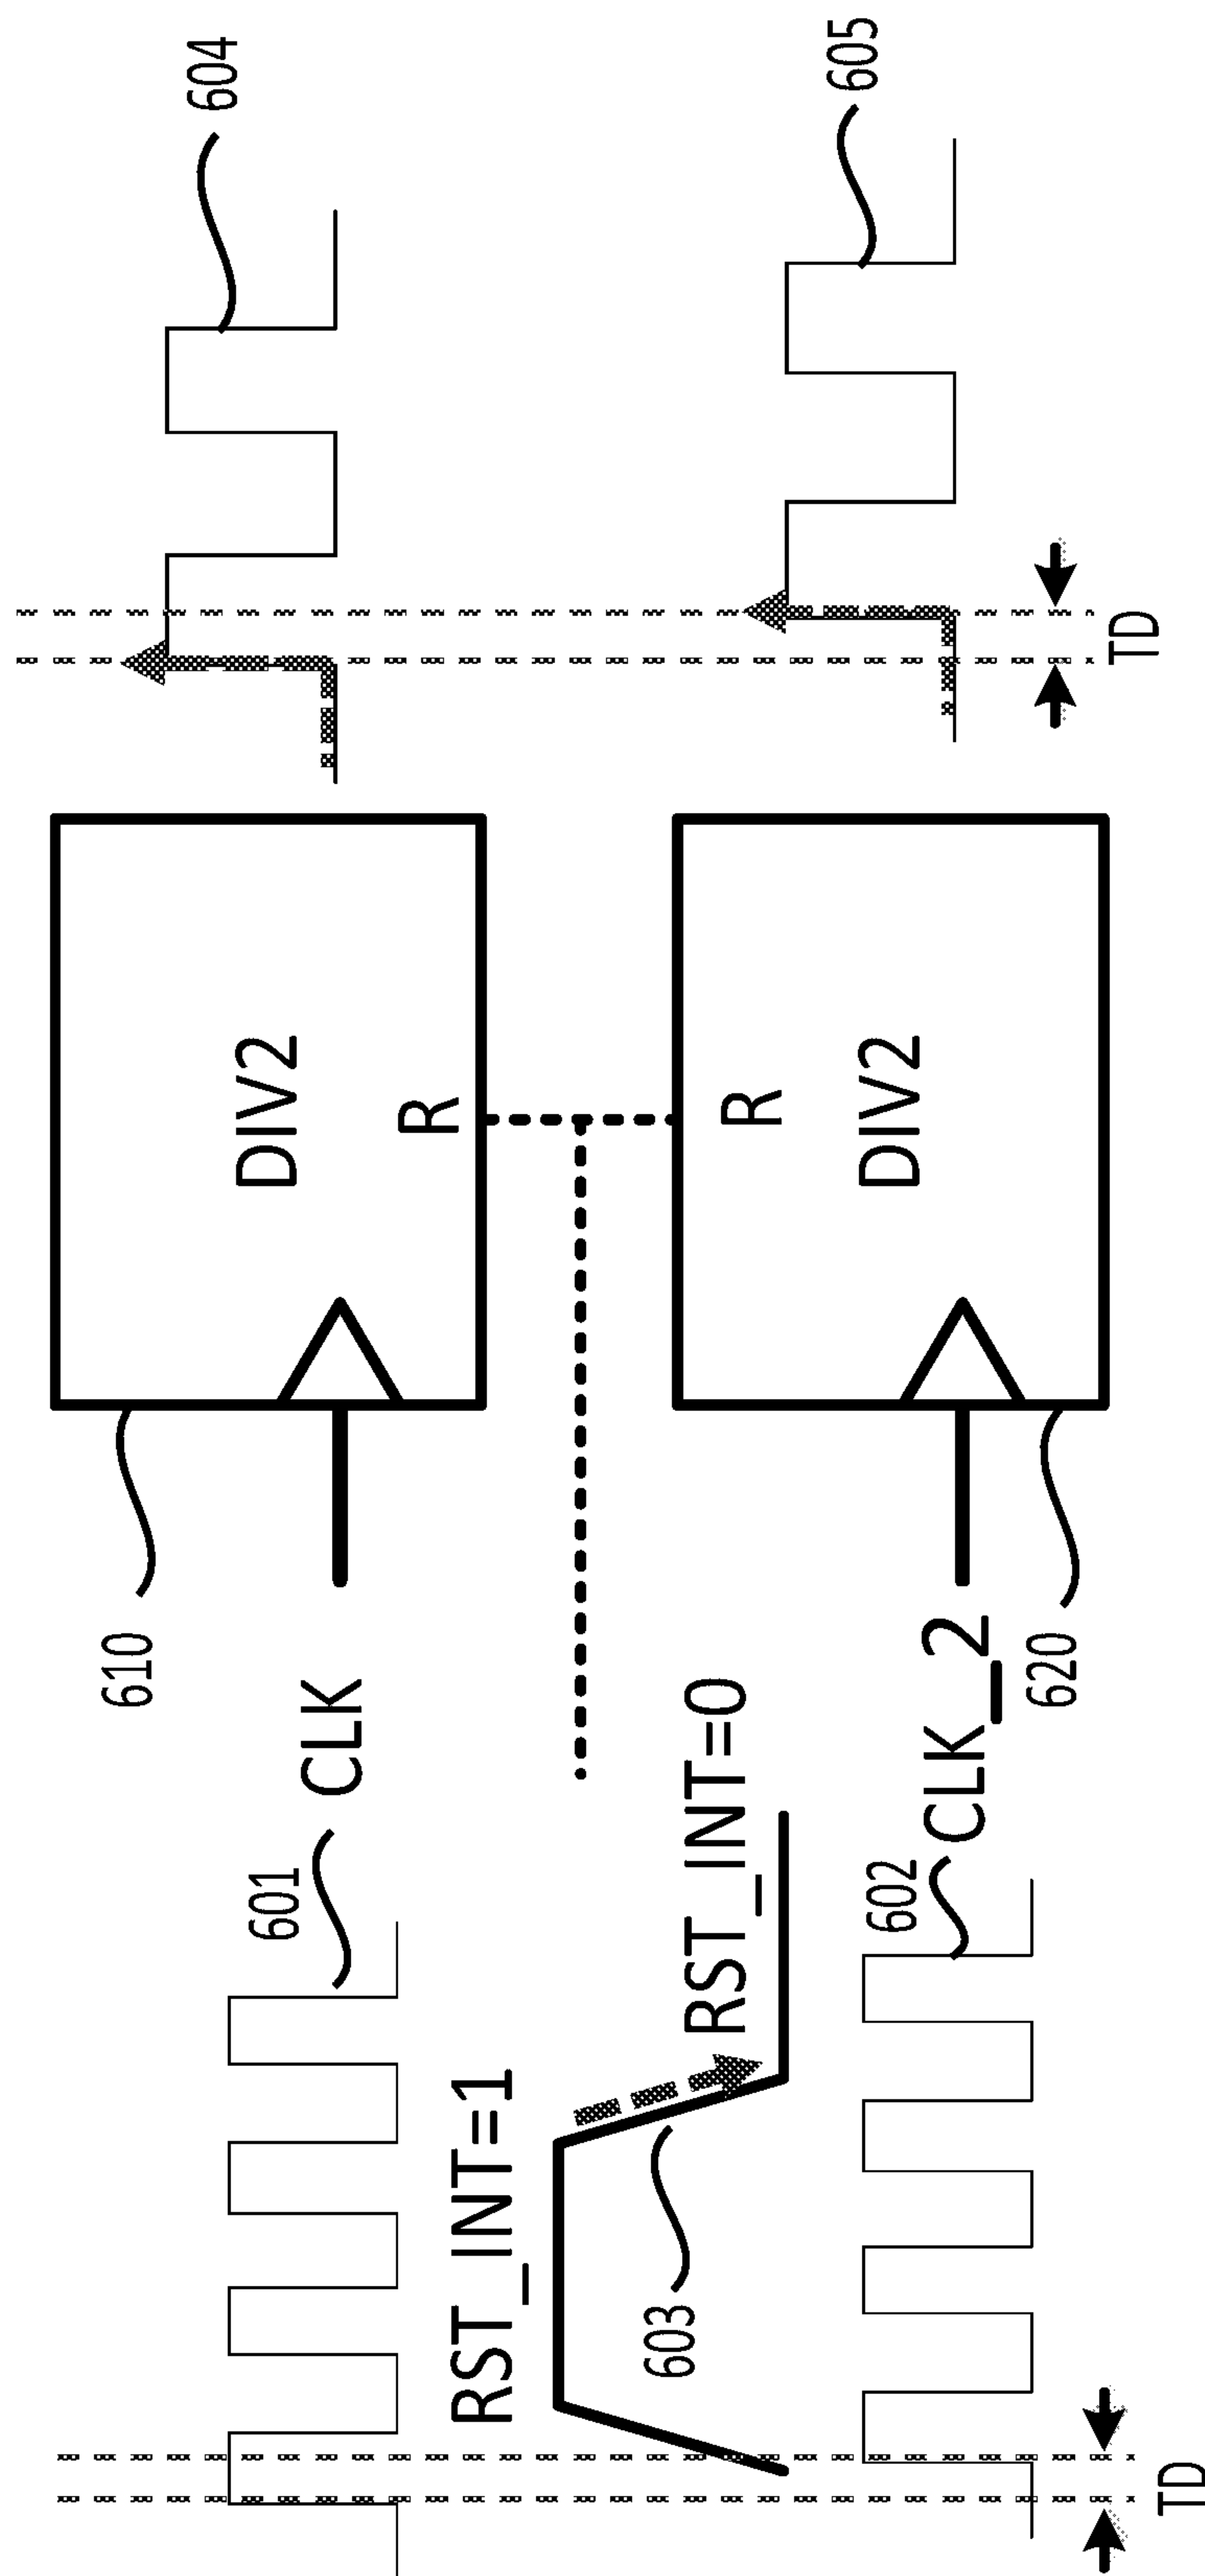 601
CLK
610
DIV2
R
604
RST_INT=1
603
RST_INT=0
R
DIV2
602
CLK_2
620
605
TD
TD